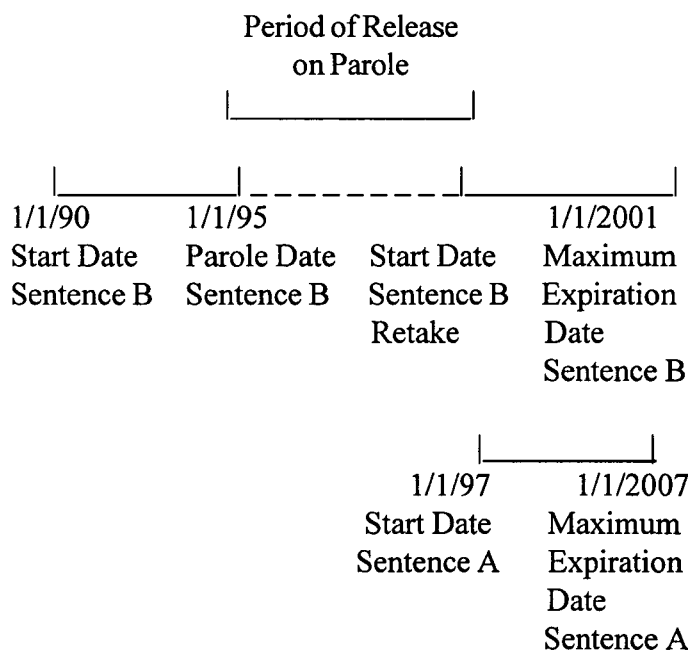 Period of Release
on Parole
1/1/90
Start Date
Sentence B
1/1/95
Parole Date
Sentence B
Start Date
Sentence B
Retake
1/1/2001
Maximum
Expiration
Date
Sentence B
1/1/97
Start Date
Sentence A
1/1/2007
Maximum
Expiration
Date
Sentence A